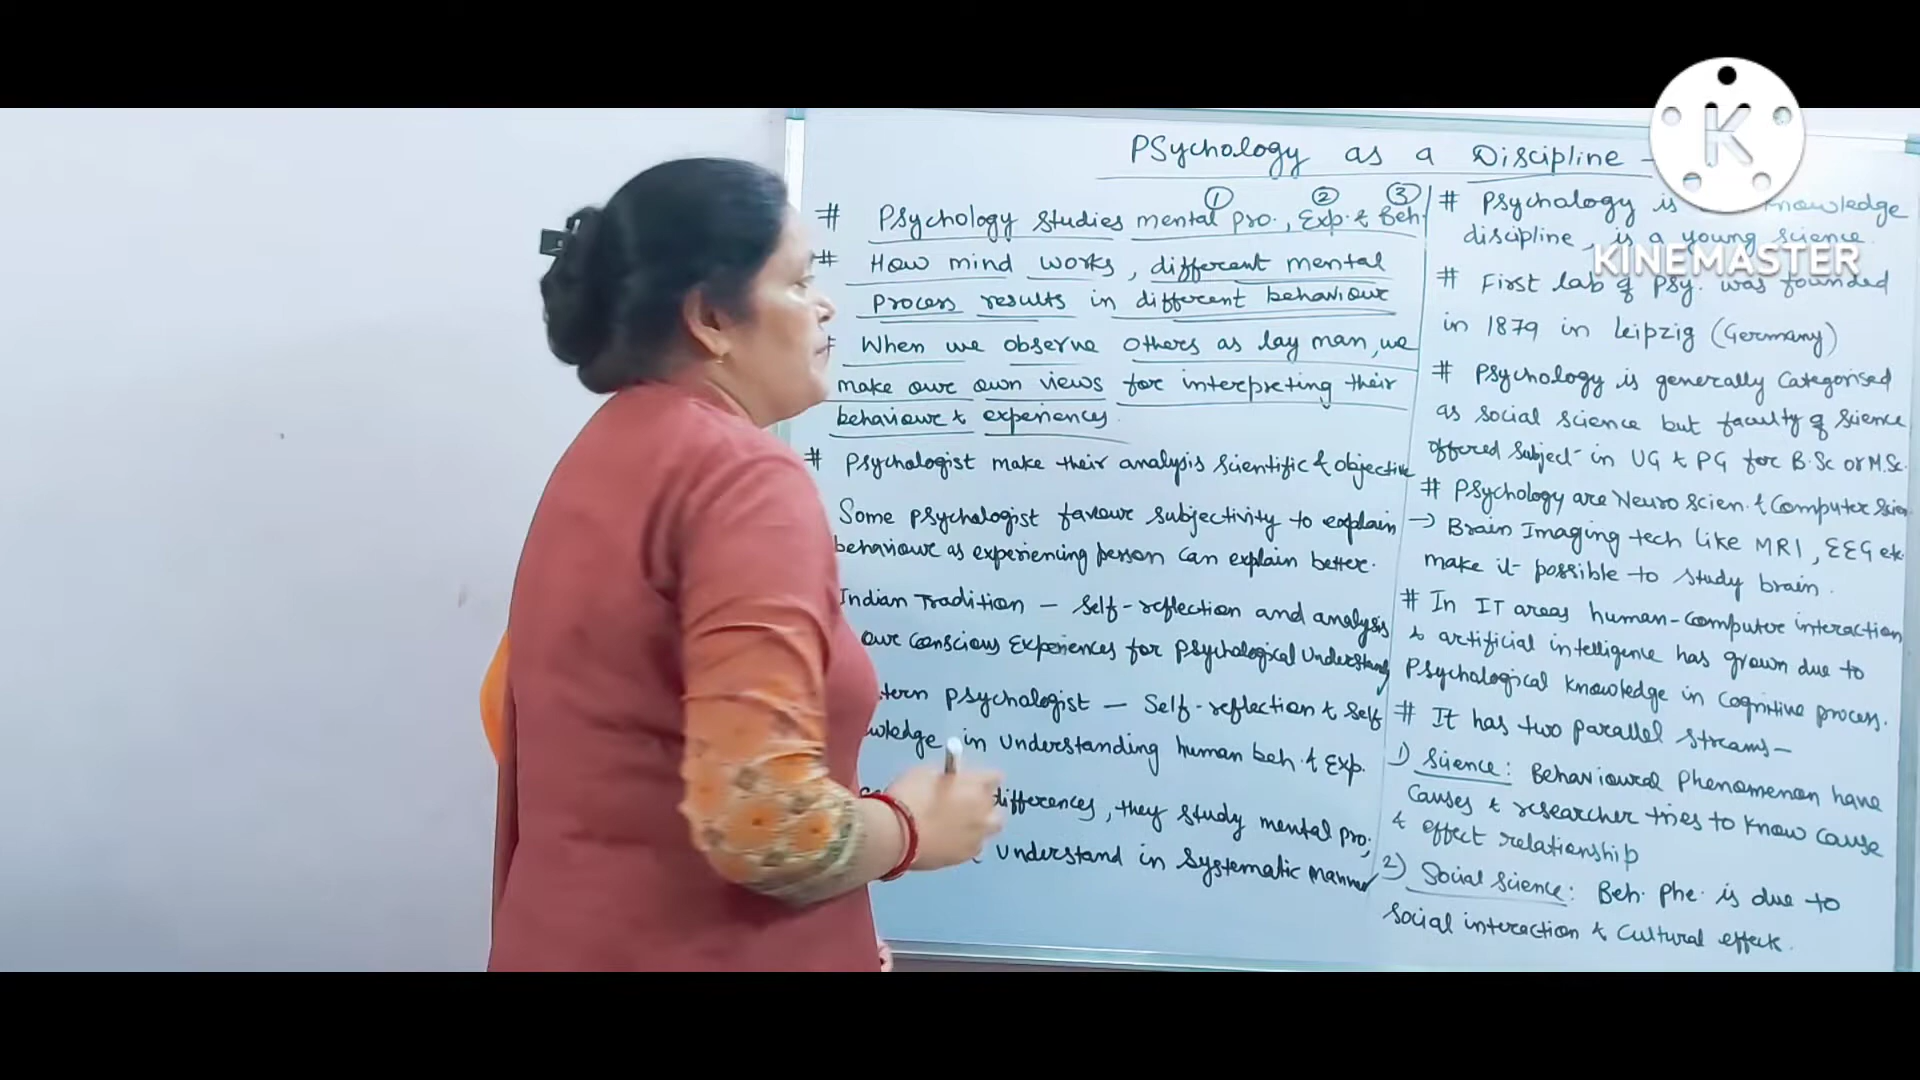 Psychology as a Discipline -
① ② ③
# Psychology studies mental pro., Exp. & Beh.
# How mind works, different mental
process results in different behaviour
When we observe others as lay man, we
make our own views for interpreting their
behaviour & experiences.
# Psychologist make their analysis scientific & objective
Some psychologist favour subjectivity to explain
behaviour as experiencing person can explain better.
Indian Tradition - Self-reflection and analysis
our conscious Experiences for psychological Understand
psychologist - Self-reflection & Self
in Understanding human beh. & Exp.
differences, they study mental pro,
Understand in Systematic manner
# Psychology is knowledge
discipline, is a young science.
# First lab of Psy. was founded
in 1879 in Leipzig (Germany)
# Psychology is generally Categorised
as social science but faculty of Science
offered Subject in UG & PG for B.Sc or M.Sc.
# Psychology are Neuro Scien. & Computer Scien.
→ Brain Imaging tech like MRI, EEG etc.
make it possible to study brain.
# In IT areas human-computer interaction
& artificial intelligence has grown due to
Psychological Knowledge in Cognitive process.
# It has two parallel streams-
1) Science: Behavioural Phenomenon have
Causes & researcher tries to know cause
& effect relationship
2) Social Science: Beh. Phe. is due to
Social interaction & Cultural effect.
K
KINEMASTER